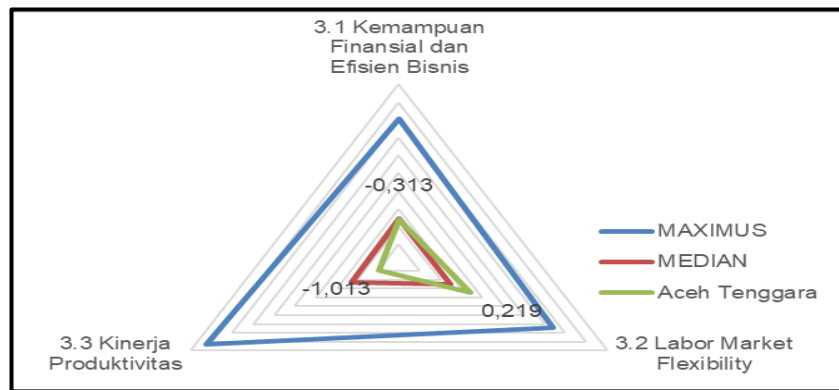 3.1 Kemampuan
Finansial dan
Efisien Bisnis
-0,313
MAXIMUS
MEDIAN
Aceh Tenggara
-1,013
0,219
3.3 Kinerja
Produktivitas
3.2 Labor Market
Flexibility